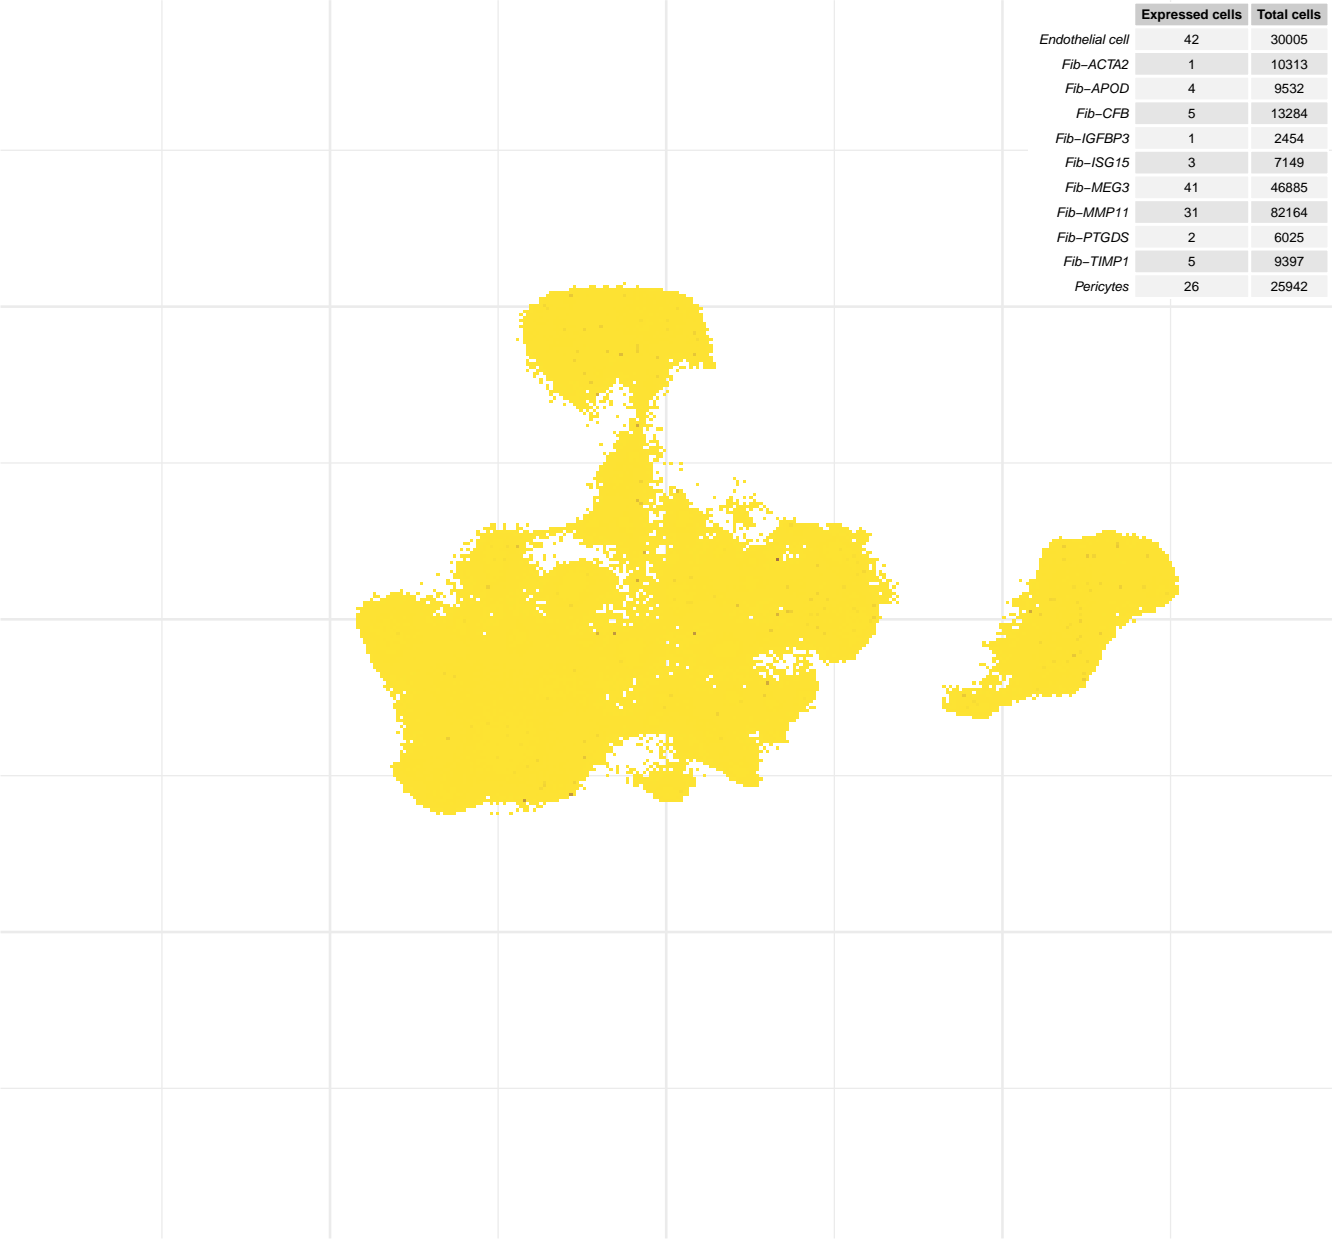 Expressed cells Total cells
Endothelial cell 42 30005
Fib−ACTA2 1 10313
Fib−APOD 4 9532
Fib−CFB 5 13284
Fib−IGFBP3 1 2454
Fib−ISG15 3 7149
Fib−MEG3 41 46885
Fib−MMP11 31 82164
Fib−PTGDS 2 6025
Fib−TIMP1 5 9397
Pericytes 26 25942